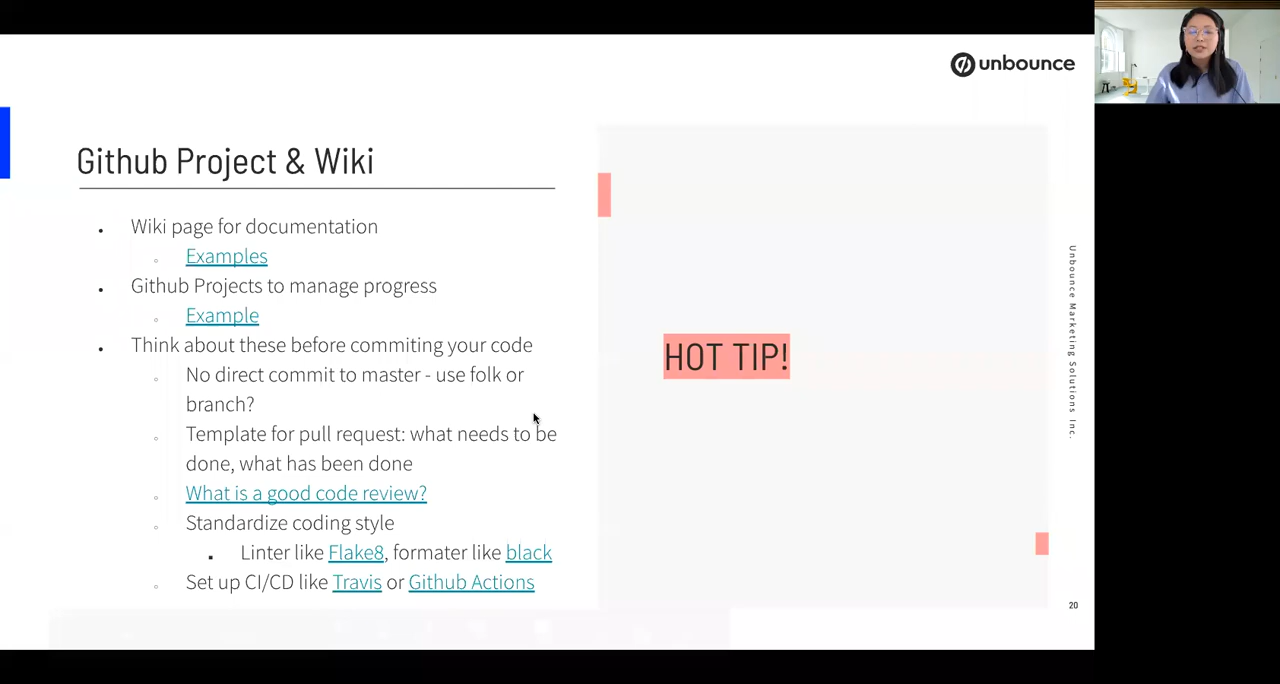 unbounce
Github Project & Wiki
Wiki page for documentation
Examples
Github Projects to manage progress
Example
Think about these before commiting your code
No direct commit to master - use folk or
branch?
Template for pull request: what needs to be
done, what has been done
What is a good code review?
Standardize coding style
Linter like Flake8, formater like black
Set up CI/CD like Travis or Github Actions
HOT TIP!
Unbounce Marketing Solutions Inc.
20